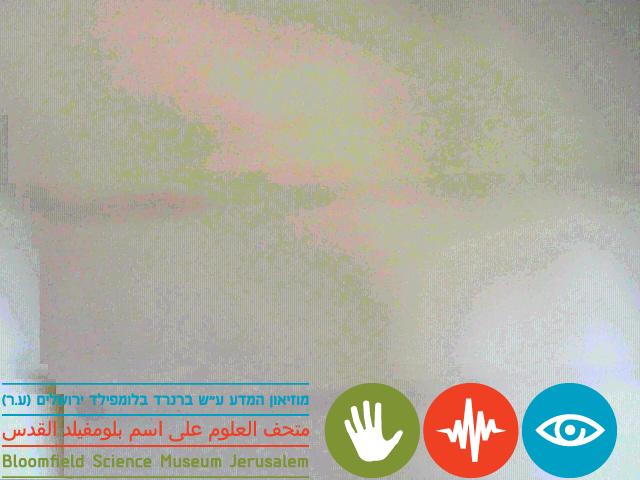 מוזיאון המדע ע״ש ברנרד בלומפילד ירושלים (ע.ר)
متحف العلوم على اسم بلومفيلد القدس
Bloomfield Science Museum Jerusalem